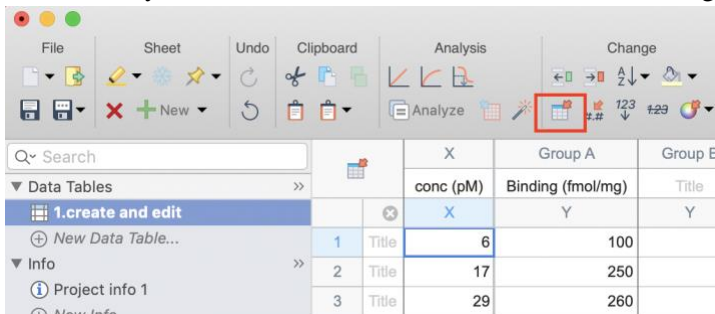 File Sheet Undo Clipboard Analysis Change
New Analyze #.# 123 123
Search X Group A Group B
Data Tables conc (pM) Binding (fmol/mg) Title
1.create and edit X Y Y
New Data Table... 1 Title 6 100
Info 2 Title 17 250
Project info 1 3 Title 29 260